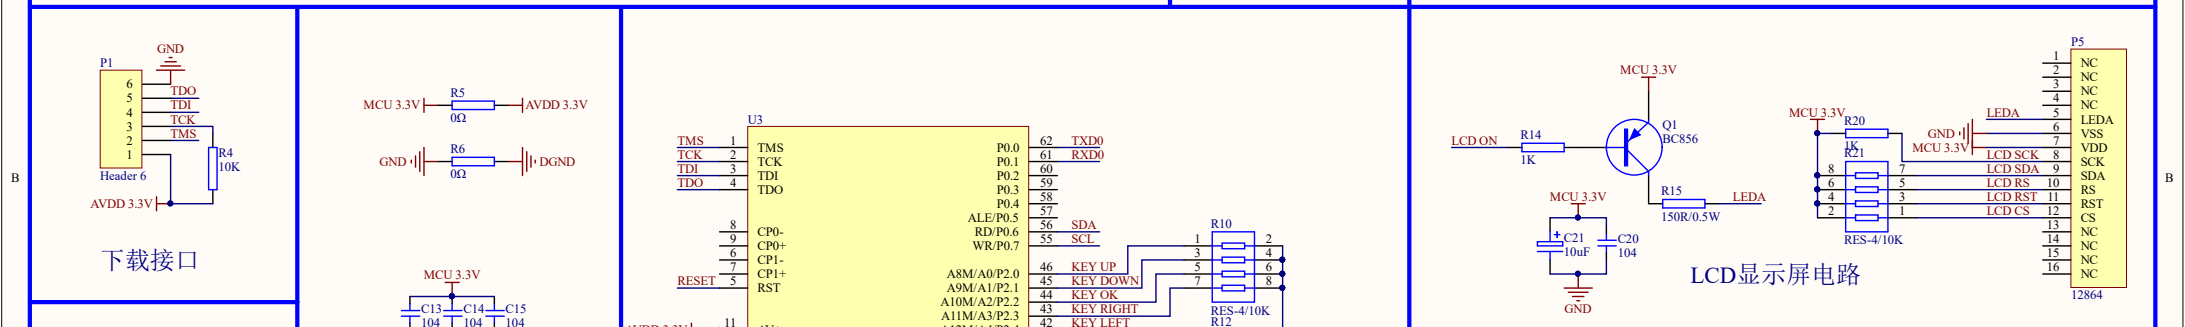 GND
P1
6
5 TDO
4 TDI
3 TCK
2 TMS
1
R4
10K
Header 6
AVDD 3.3V
下载接口
B
MCU 3.3V
R5
0Ω
AVDD 3.3V
GND
R6
0Ω
DGND
MCU 3.3V
C13
104
C14
104
C15
104
U3
TMS 1 TMS
TCK 2 TCK
TDI 3 TDI
TDO 4 TDO
8 CP0-
9 CP0+
6 CP1-
7 CP1+
RESET 5 RST
11
P0.0 62 TXD0
P0.1 61 RXD0
P0.2 60
P0.3 59
P0.4 58
ALE/P0.5 57
RD/P0.6 56 SDA
WR/P0.7 55 SCL
A8M/A0/P2.0 46 KEY UP
A9M/A1/P2.1 45 KEY DOWN
A10M/A2/P2.2 44 KEY OK
A11M/A3/P2.3 43 KEY RIGHT
42 KEY LEFT
R10
1 2
3 4
5 6
7 8
RES-4/10K
R12
MCU 3.3V
LCD ON
R14
1K
Q1
BC856
R15
150R/0.5W
LEDA
MCU 3.3V
C21
10uF
C20
104
GND
LCD显示屏电路
MCU 3.3V
R20
1K
R21
8 7
6 5
4 3
2 1
RES-4/10K
P5
1 NC
2 NC
3 NC
4 NC
LEDA 5 LEDA
GND 6 VSS
MCU 3.3V 7 VDD
LCD SCK 8 SCK
LCD SDA 9 SDA
LCD RS 10 RS
LCD RST 11 RST
LCD CS 12 CS
13 NC
14 NC
15 NC
16 NC
12864
B